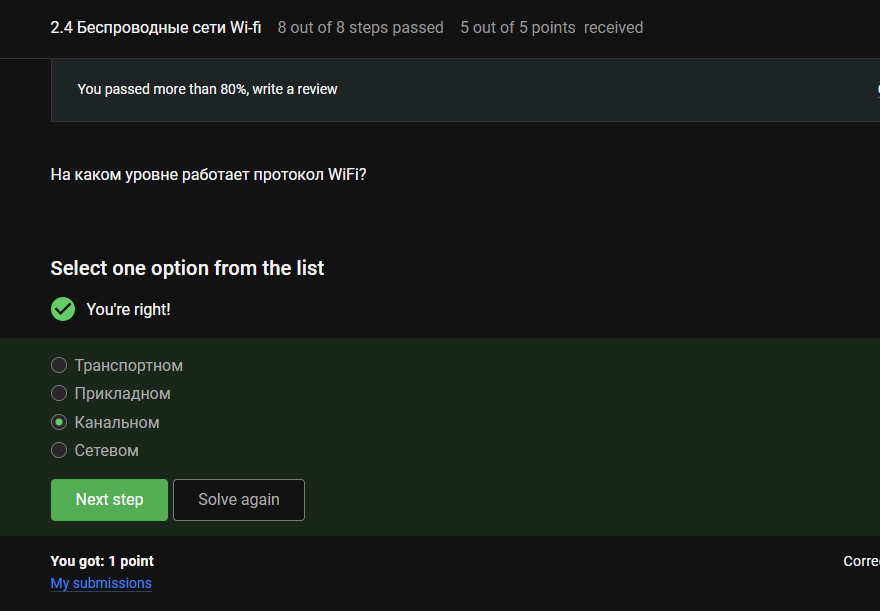 2.4 Беспроводные сети Wi-fi 8 out of 8 steps passed 5 out of 5 points received
You passed more than 80%, write a review
На каком уровне работает протокол WiFi?
Select one option from the list
You're right!
Транспортном
Прикладном
Канальном
Сетевом
Next step Solve again
You got: 1 point
My submissions